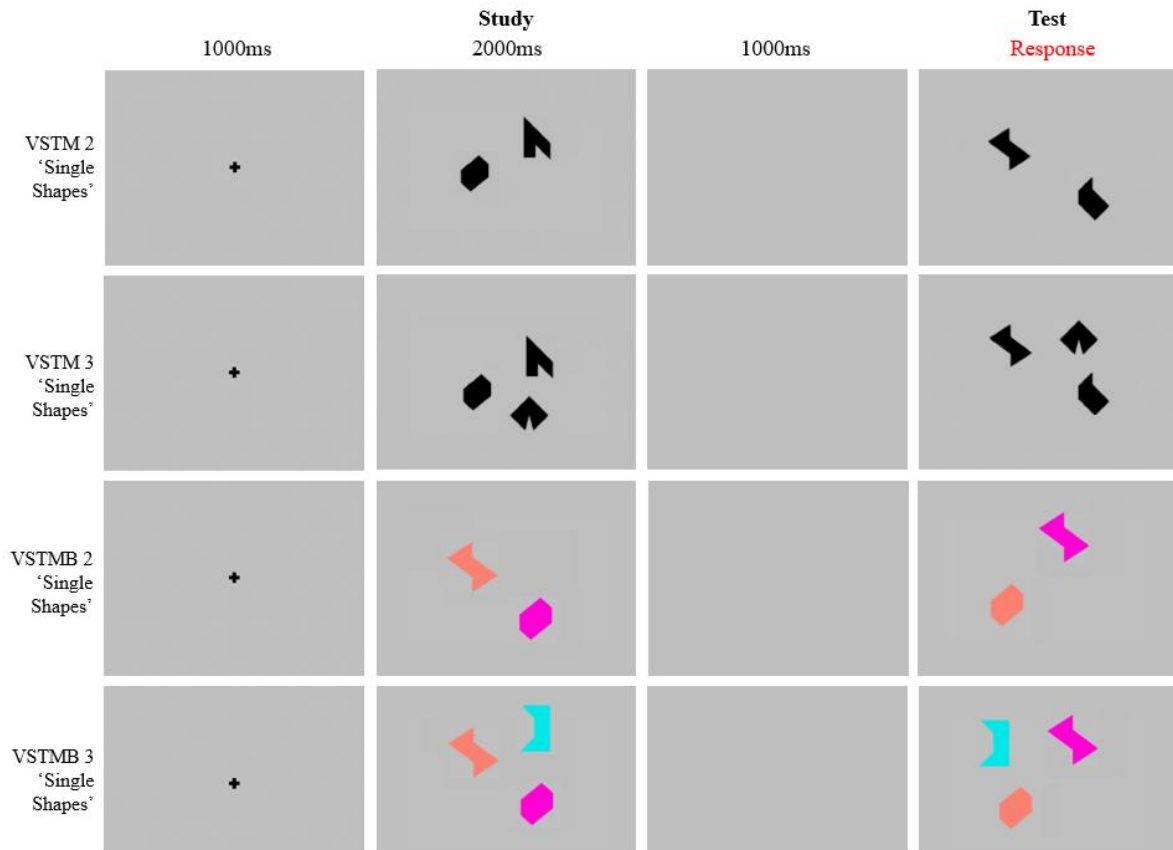 Study
Test
1000ms
2000ms
1000ms
Response
VSTM 2
‘Single
Shapes’
VSTM 3
‘Single
Shapes’
VSTMB 2
‘Single
Shapes’
VSTMB 3
‘Single
Shapes’